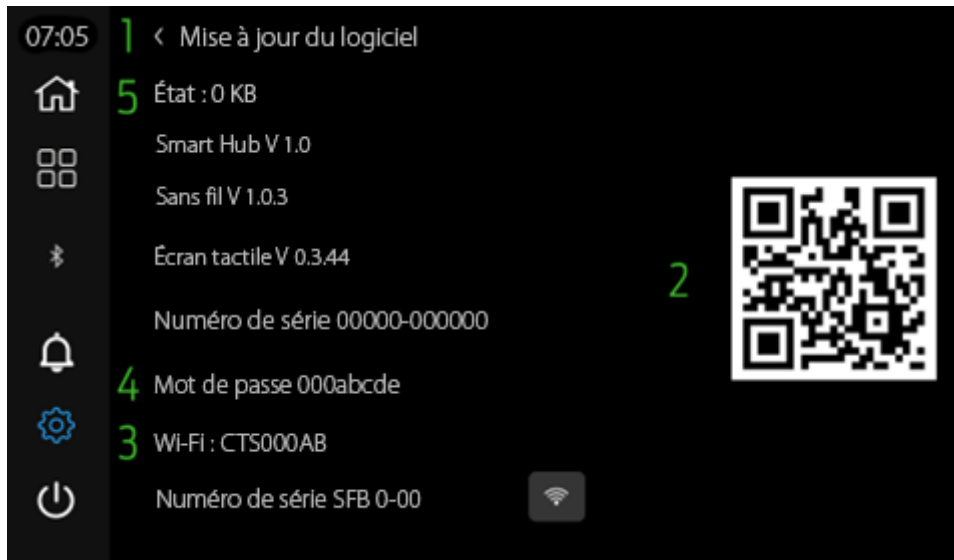 07:05
1 < Mise à jour du logiciel
5 État : 0 KB
Smart Hub V 1.0
Sans fil V 1.0.3
Écran tactile V 0.3.44
2
Numéro de série 00000-000000
4 Mot de passe 000abcde
3 Wi-Fi : CTS000AB
Numéro de série SFB 0-00